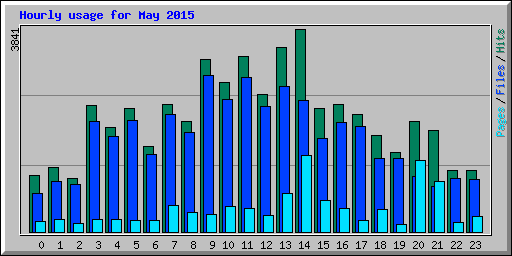 Hourly usage for May 2015
3841
Pages/Files/Hits
0 1 2 3 4 5 6 7 8 9 10 11 12 13 14 15 16 17 18 19 20 21 22 23